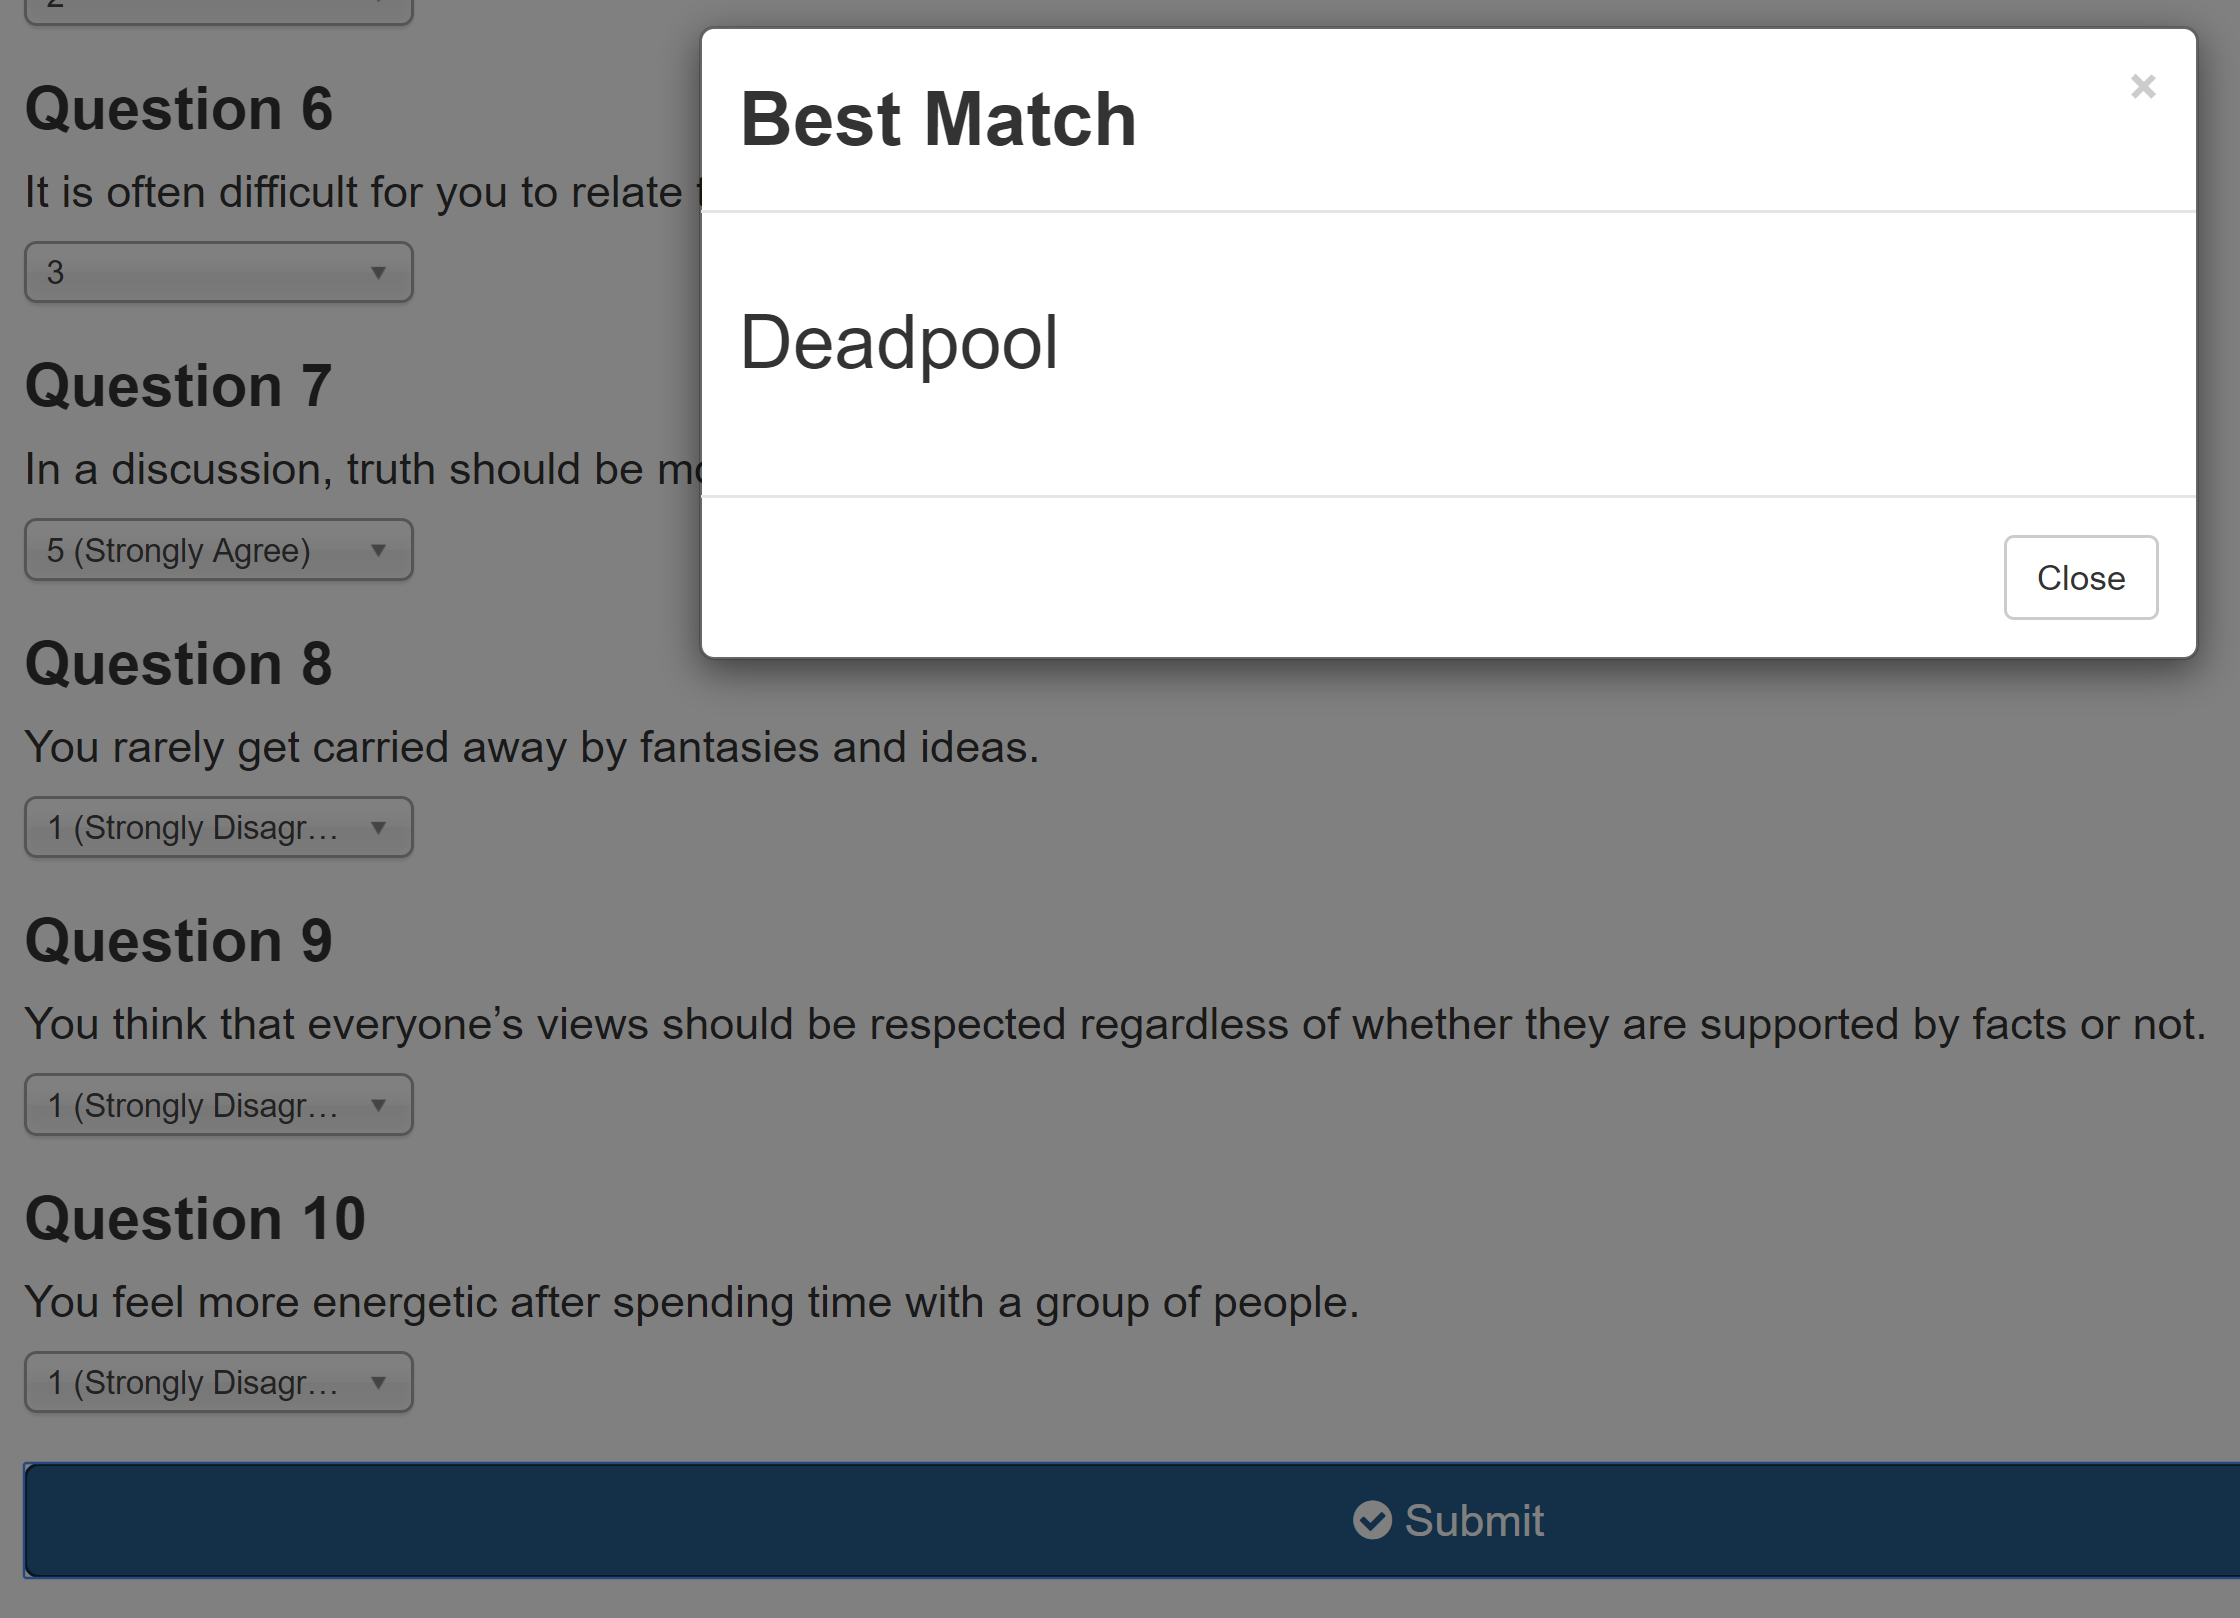 2
Question 6
It is often difficult for you to relate
3
Question 7
In a discussion, truth should be
5 (Strongly Agree)
Question 8
You rarely get carried away by fantasies and ideas.
1 (Strongly Disagr…
Question 9
You think that everyone’s views should be respected regardless of whether they are supported by facts or not.
1 (Strongly Disagr…
Question 10
You feel more energetic after spending time with a group of people.
1 (Strongly Disagr…
Submit
Best Match
×
Deadpool
Close